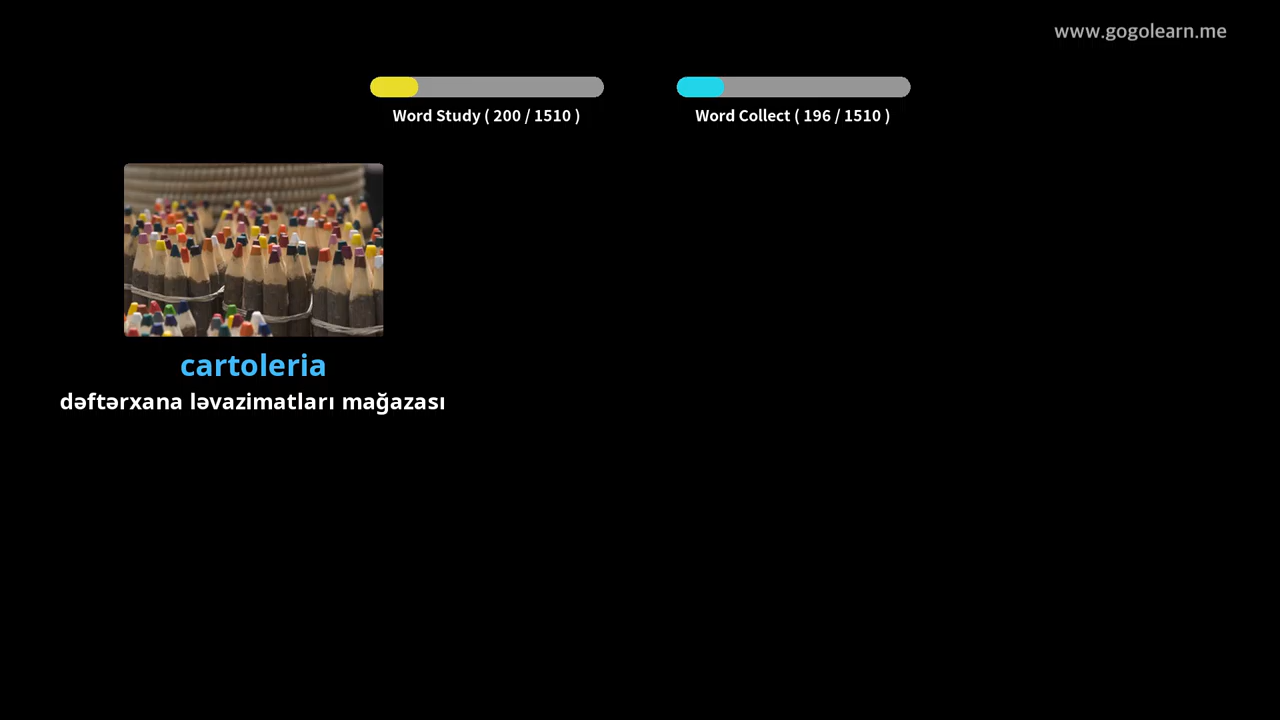 www.gogolearn.me
Word Study ( 200 / 1510 )
Word Collect ( 196 / 1510 )
cartoleria
dəftərxana ləvazimatları mağazası